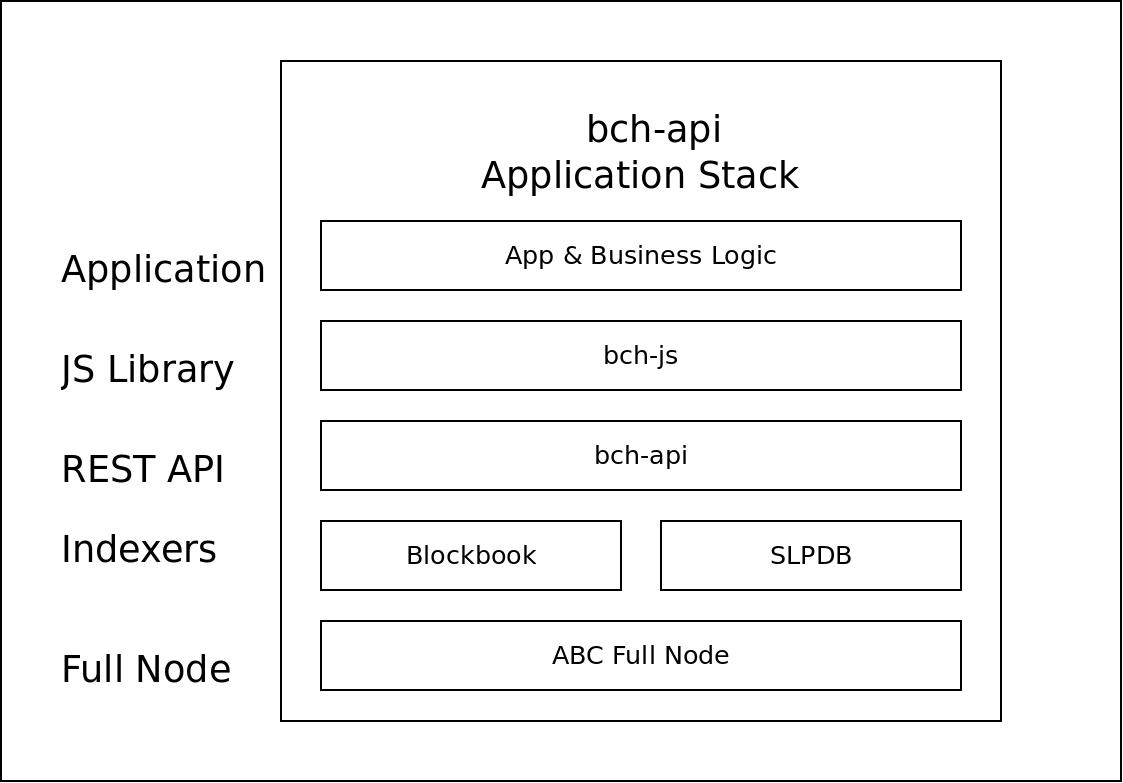 bch-api
Application Stack
Application
App & Business Logic
JS Library
bch-js
REST API
bch-api
Indexers
Blockbook
SLPDB
Full Node
ABC Full Node